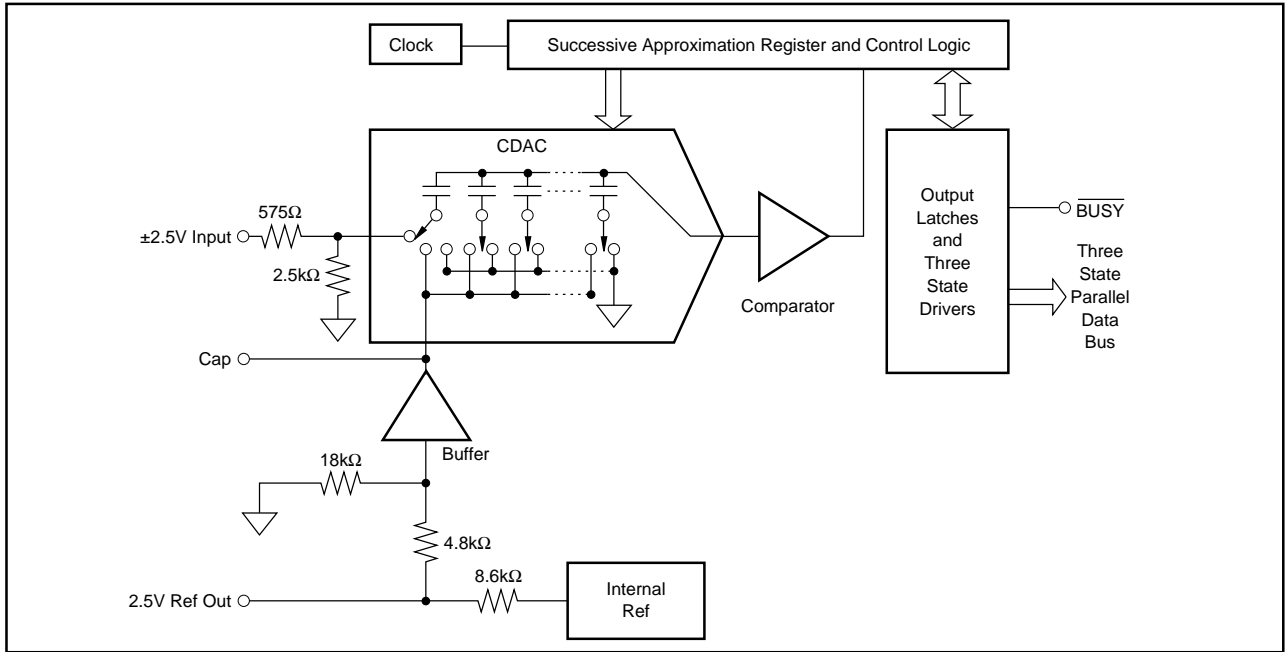 Clock
Successive Approximation Register and Control Logic
CDAC
575Ω
±2.5V Input
2.5kΩ
Cap
Comparator
Output
Latches
and
Three
State
Drivers
BUSY
Three
State
Parallel
Data
Bus
Buffer
18kΩ
4.8kΩ
8.6kΩ
2.5V Ref Out
Internal
Ref